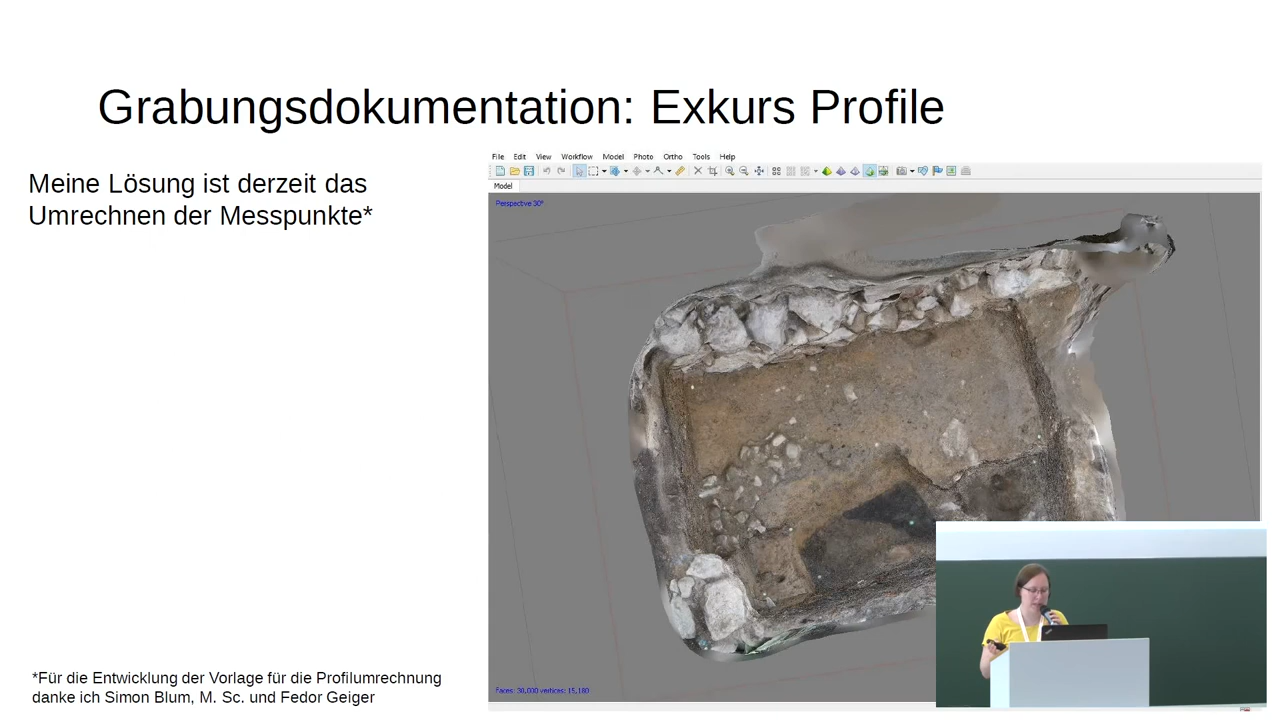 Grabungsdokumentation: Exkurs Profile
Meine Lösung ist derzeit das
Umrechnen der Messpunkte*
File Edit View Workflow Model Photo Ortho Tools Help
Model
Perspective 30°
Faces: 30,000 vertices: 15,180
*Für die Entwicklung der Vorlage für die Profilumrechnung
danke ich Simon Blum, M. Sc. und Fedor Geiger